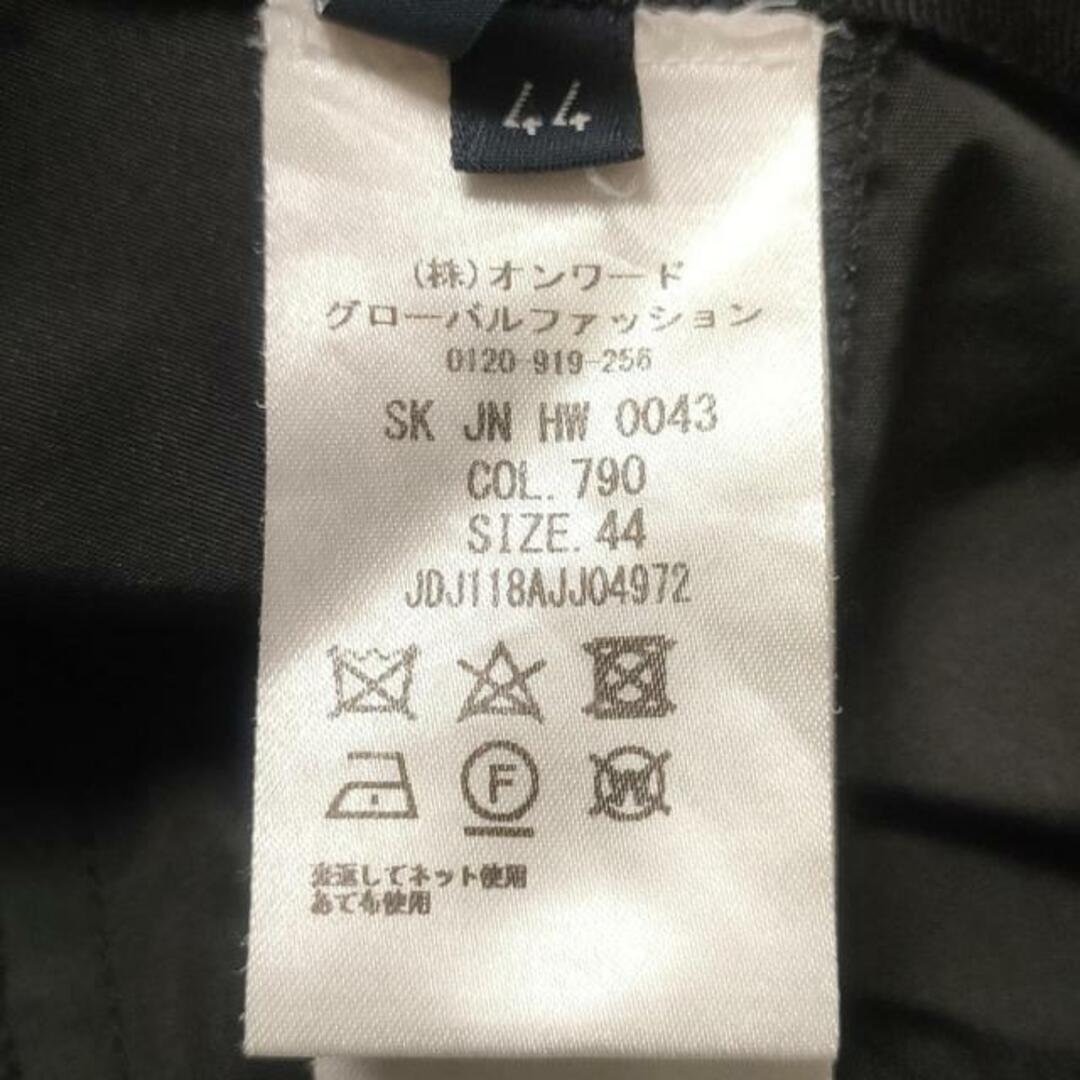 44
(株)オンワード
グローバルファッション
0120-919-256
SK JN HW 0043
COL. 790
SIZE. 44
JDJ118AJJ04972
F
W
裏返してネット使用
あて布使用